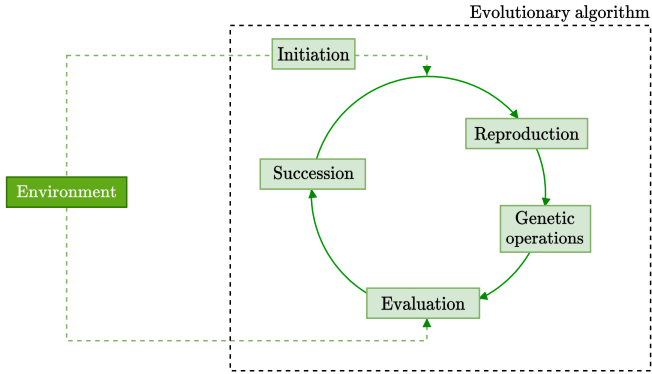 Evolutionary algorithm
Initiation
Reproduction
Succession
Environment
Genetic
operations
Evaluation